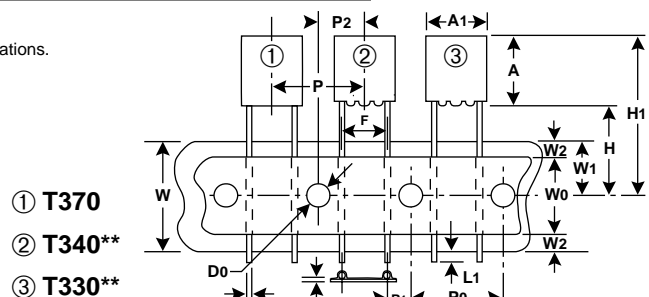 ations.
P2
A1
① ② ③
P
A
H1
F
H
W2
W1
W
W0
① T370
② T340**
W2
D0
L1
③ T330**